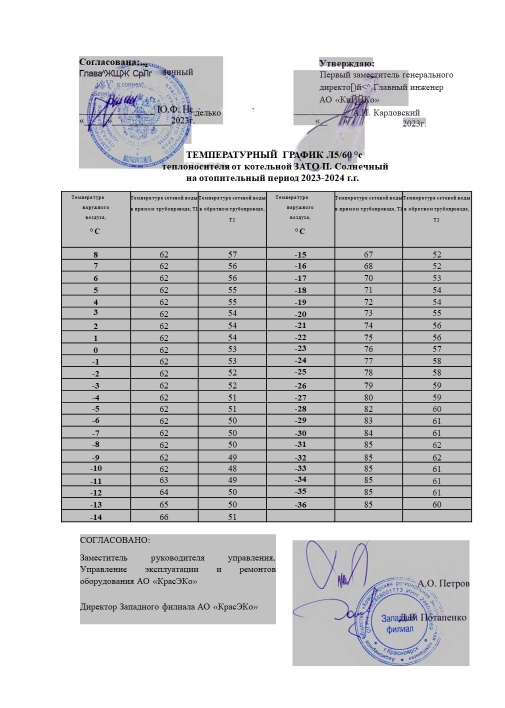 Согласована:
Глава ЖЩЖ СрПг
ечный
Ю.Ф. Не
делько
2023г.
Утверждаю:
Первый заместитель генерального
Главный инженер
АО
А.Н. Карловский
2023г.
ТЕМПЕРАТУРНЫЙ ГРАФИК Л5/60 °с
теплоносителя от котельной ЗАТО П. Солнечный
на отопительный период 2023-2024 г.г.
Температура наружного воздуха, ° С
Температура сетевой воды в прямом трубопроводе, Т1
Температура сетевой воды в обратном трубопроводе, Т2
Температура наружного воздуха, ° С
Температура сетевой воды в прямом трубопроводе, Т1
Температура сетевой воды в обратном трубопроводе, Т2
8 62 57 -15 67 52
7 62 56 -16 68 52
6 62 56 -17 70 53
5 62 55 -18 71 54
4 62 55 -19 72 54
3 62 54 -20 73 55
2 62 54 -21 74 56
1 62 54 -22 75 56
0 62 53 -23 76 57
-1 62 53 -24 77 58
-2 62 52 -25 78 58
-3 62 52 -26 79 59
-4 62 51 -27 80 59
-5 62 51 -28 82 60
-6 62 50 -29 83 61
-7 62 50 -30 84 61
-8 62 50 -31 85 62
-9 62 49 -32 85 62
-10 62 48 -33 85 61
-11 63 49 -34 85 61
-12 64 50 -35 85 61
-13 65 50 -36 85 60
-14 66 51
СОГЛАСОВАНО:
Заместитель руководителя управления,
Управление эксплуатации и ремонтов
оборудования АО «КрасЭКо»
А.О. Петров
Директор Западного филиала АО «КрасЭКо»
Д.В. Потапенко
Западный
филиал
г.Красноярск